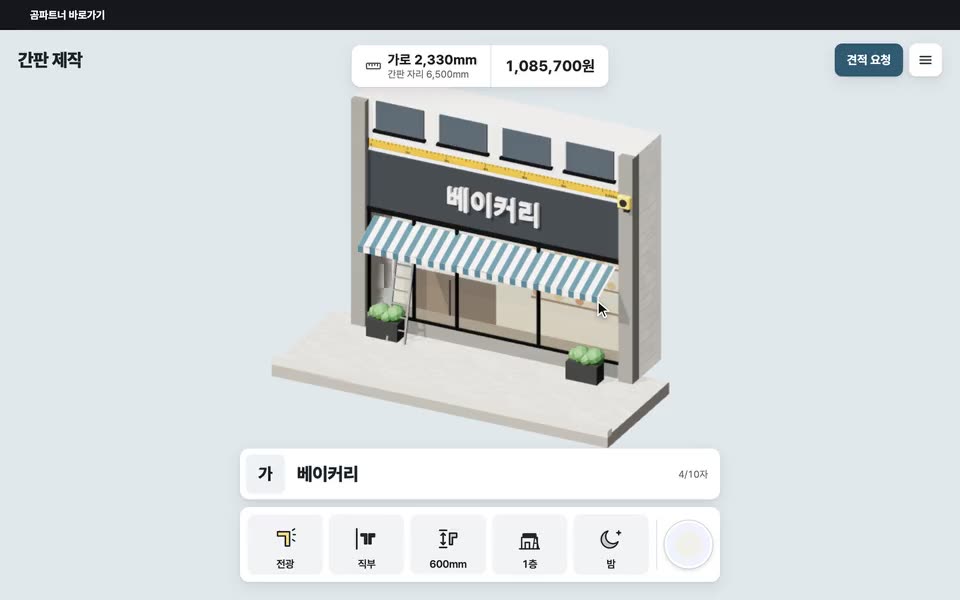 곰파트너 바로가기
간판 제작
가로 2,330mm
간판 자리 6,500mm
1,085,700원
견적 요청
베이커리
가
베이커리
4/10자
전광
직부
600mm
1층
밤